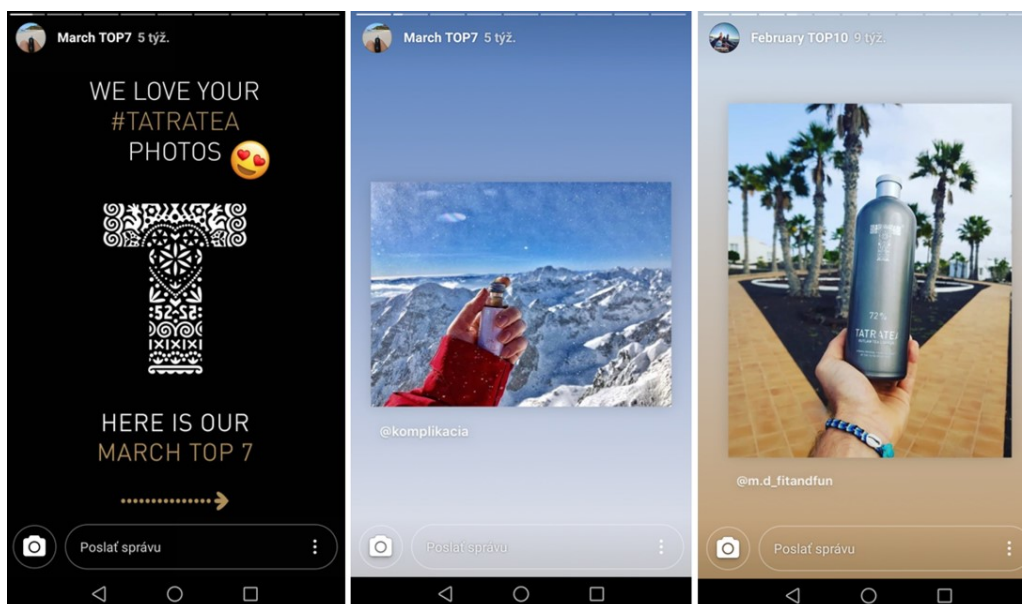 March TOP7 5 týž.
WE LOVE YOUR
#TATRATEA
PHOTOS
HERE IS OUR
MARCH TOP 7
Poslať správu
March TOP7 5 týž.
@komplikacia
Poslať správu
February TOP10 9 týž.
72%
TATRATEA
@m.d_fitandfun
Poslať správu